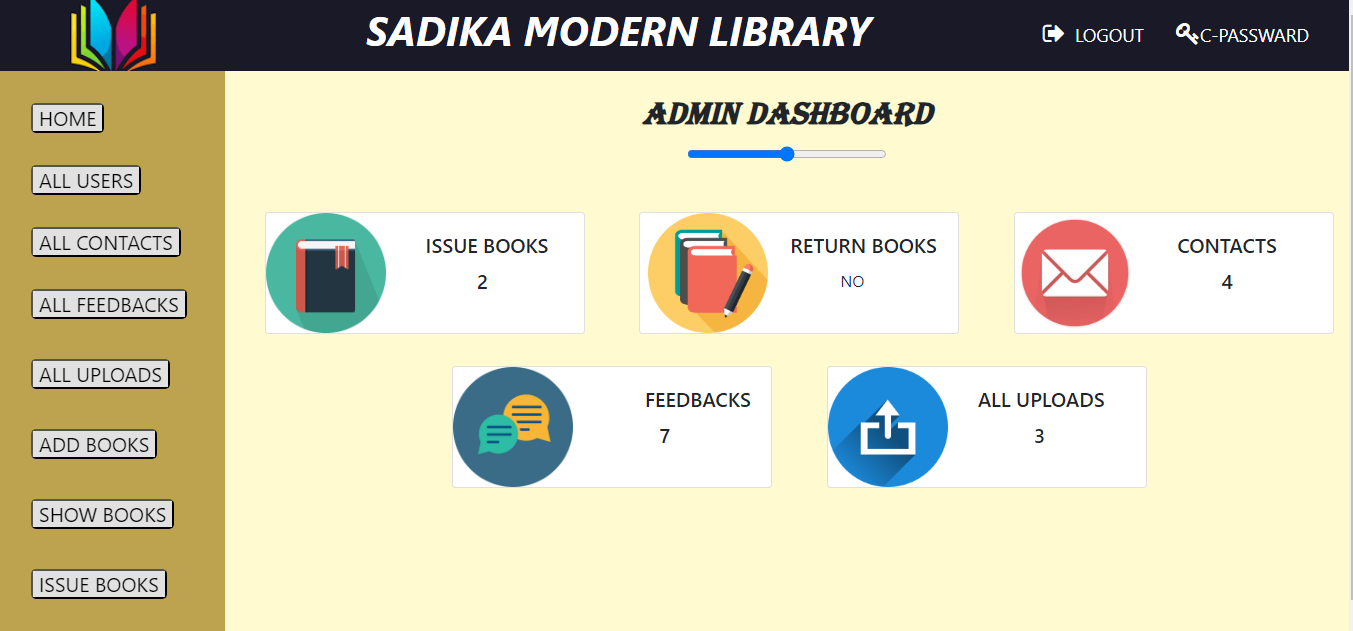 SADIKA MODERN LIBRARY
LOGOUT
C-PASSWARD
HOME
ALL USERS
ALL CONTACTS
ALL FEEDBACKS
ALL UPLOADS
ADD BOOKS
SHOW BOOKS
ISSUE BOOKS
ADMIN DASHBOARD
ISSUE BOOKS
2
RETURN BOOKS
NO
CONTACTS
4
FEEDBACKS
7
ALL UPLOADS
3